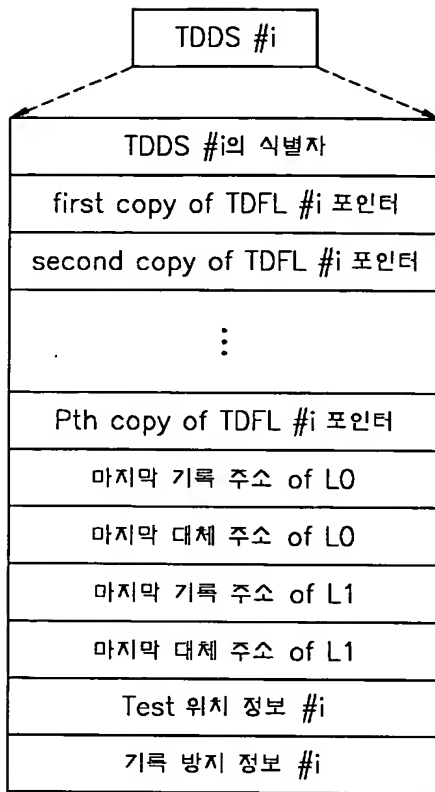 TDDS #i
TDDS #i의 식별자
first copy of TDFL #i 포인터
second copy of TDFL #i 포인터
⋮
Pth copy of TDFL #i 포인터
마지막 기록 주소 of L0
마지막 대체 주소 of L0
마지막 기록 주소 of L1
마지막 대체 주소 of L1
Test 위치 정보 #i
기록 방지 정보 #i